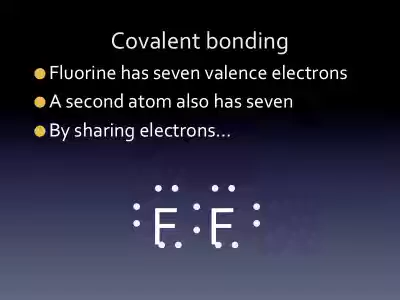 Covalent bonding
Fluorine has seven valence electrons
A second atom also has seven
By sharing electrons…
F F